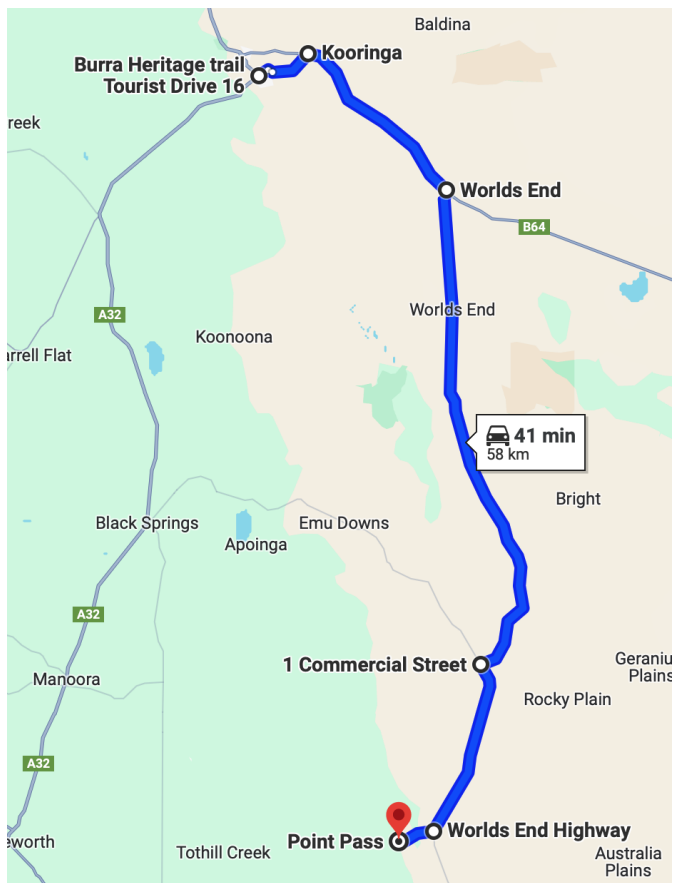 Baldina
Burra Heritage trail
Tourist Drive 16
Kooringa
reek
Worlds End
B64
A32
Worlds End
Koonoona
arrell Flat
41 min
58 km
Bright
Black Springs
Emu Downs
Apoinga
A32
1 Commercial Street
Geraniu
Plains
Manoora
Rocky Plain
A32
Worlds End Highway
eworth
Point Pass
Tothill Creek
Australia
Plains